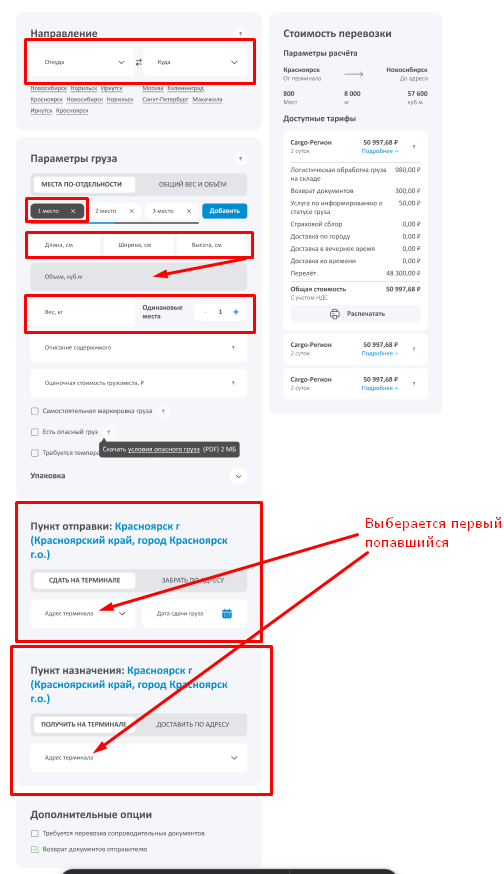 Направление
?
Откуда
Куда
Новосибирск Норильск Иркутск
Красноярск Новосибирск Норильск
Иркутск Красноярск
Москва Калининград
Санкт-Петербург Махачкала
Параметры груза
?
МЕСТА ПО-ОТДЕЛЬНОСТИ
ОБЩИЙ ВЕС И ОБЪЁМ
1 место ×
2 место ×
3 место ×
Добавить
Длина, см
Ширина, см
Высота, см
Объем, куб.м
Вес, кг
Одинаковые
места
− 1 +
Описание содержимого
?
Оценочная стоимость грузоместа, ₽
?
Самостоятельная маркировка груза ?
Есть опасный груз ?
Скачать условия опасного груза (PDF) 2 МБ
Требуется темпера
Упаковка
Пункт отправки: Красноярск г
(Красноярский край, город Красноярск
г.о.)
СДАТЬ НА ТЕРМИНАЛЕ
ЗАБРАТЬ ПО АДРЕСУ
Адрес терминала
Дата сдачи груза
Пункт назначения: Красноярск г
(Красноярский край, город Красноярск
г.о.)
ПОЛУЧИТЬ НА ТЕРМИНАЛЕ
ДОСТАВИТЬ ПО АДРЕСУ
Адрес терминала
Дополнительные опции
Требуется перевозка сопроводительных документов
Возврат документов отправителю
Стоимость перевозки
Параметры расчёта
Красноярск
От терминала
Новосибирск
До адреса
800
Мест
8 000
кг
57 600
куб.м
Доступные тарифы
Cargo-Регион 50 997,68 ₽ ?
2 суток Подробнее
Логистическая обработка груза 980,00 ₽
на складе
Возврат документов 300,00 ₽
Услуга по информированию о 50,00 ₽
статусе груза
Страховой сблор 0,00 ₽
Доставка по городу 0,00 ₽
Доставка в вечернее время 0,00 ₽
Доставка ко времени 0,00 ₽
Перелёт 48 300,00 ₽
Общая стоимость 50 997,68 ₽
С учетом НДС
Распечатать
Cargo-Регион 50 997,68 ₽ ?
2 суток Подробнее
Cargo-Регион 50 997,68 ₽ ?
2 суток Подробнее
Выберается первый
попавшийся